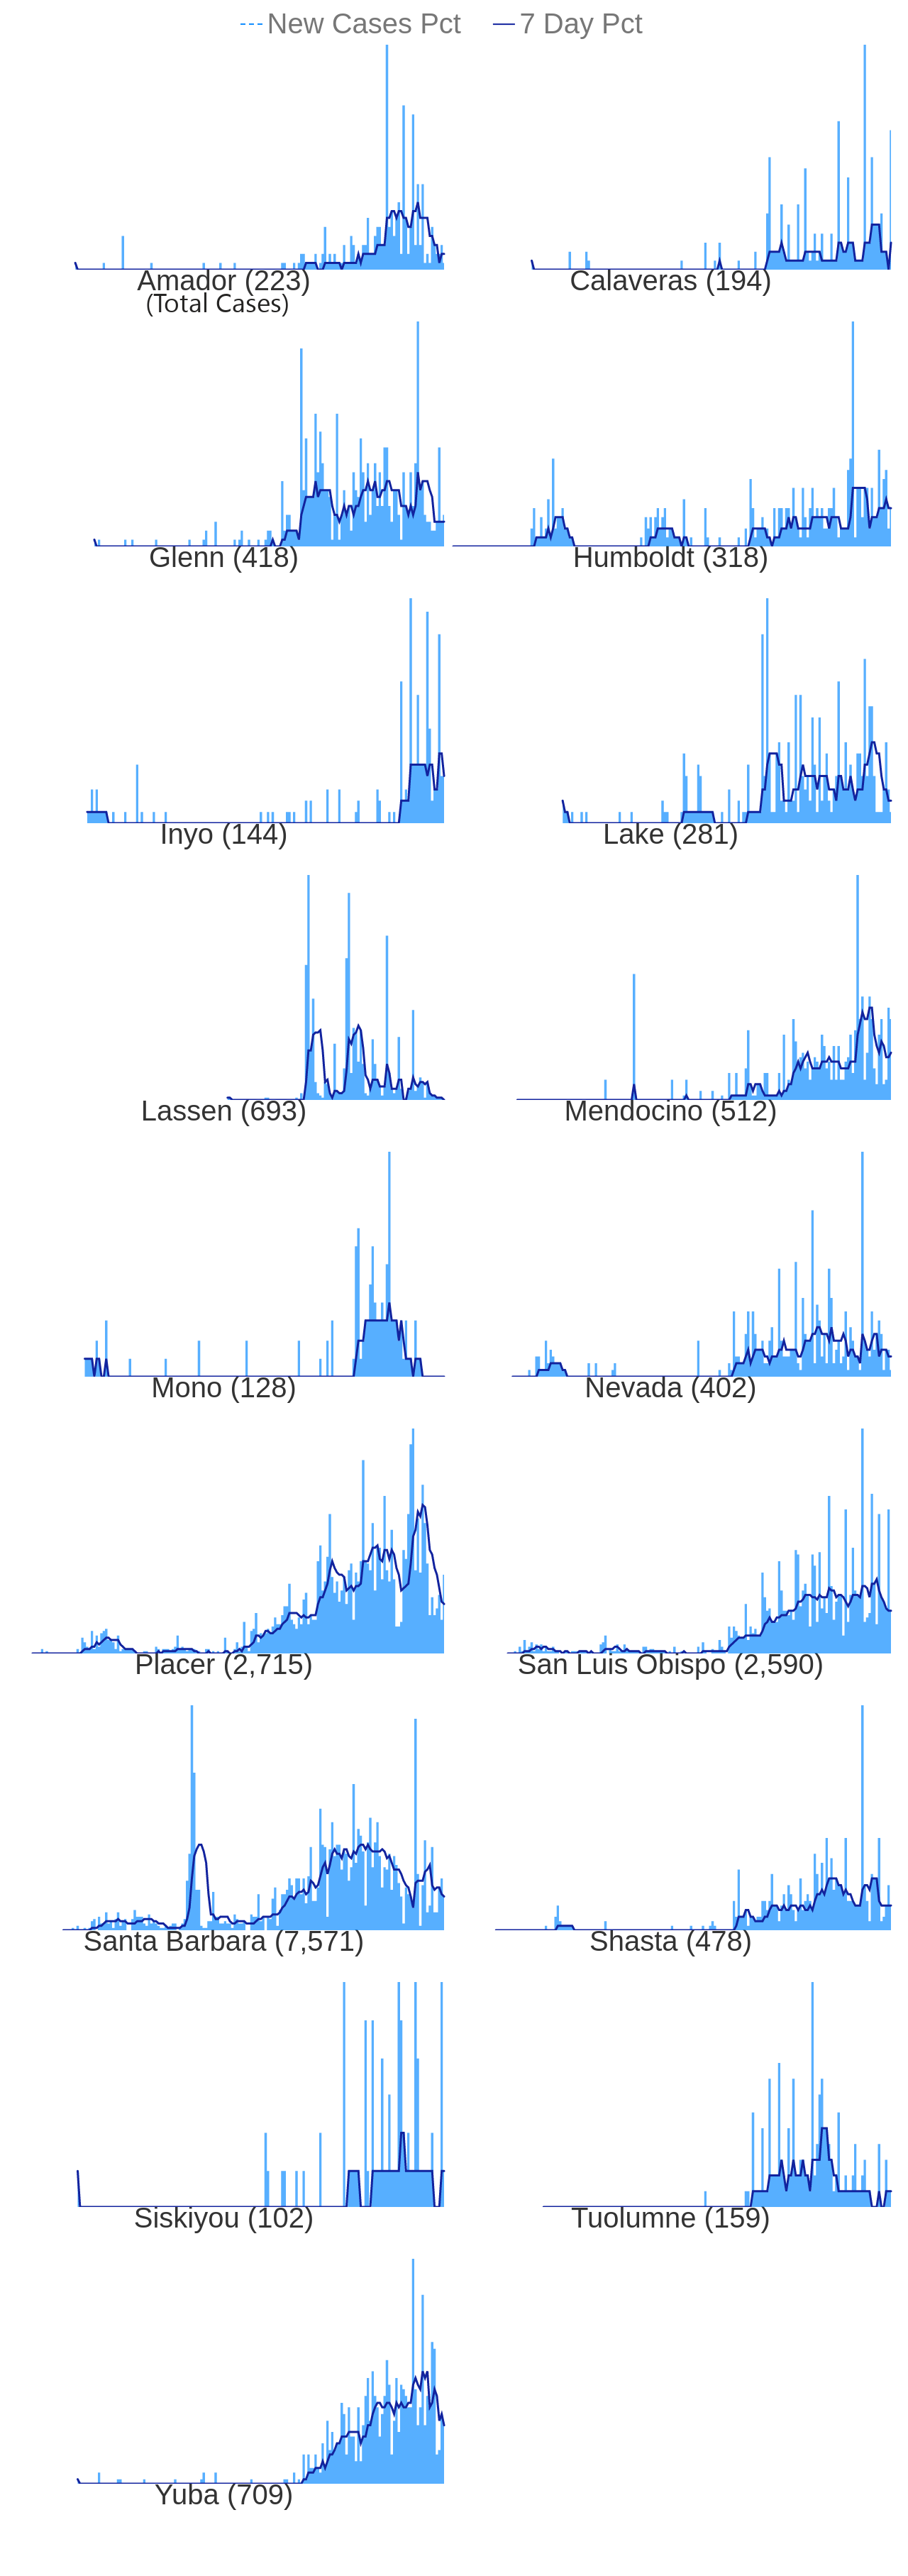 New Cases Pct 7 Day Pct
Amador (223) Calaveras (194)
(Total Cases)
Glenn (418) Humboldt (318)
Inyo (144) Lake (281)
Lassen (693) Mendocino (512)
Mono (128) Nevada (402)
Placer (2,715) San Luis Obispo (2,590)
Santa Barbara (7,571) Shasta (478)
Siskiyou (102) Tuolumne (159)
Yuba (709)